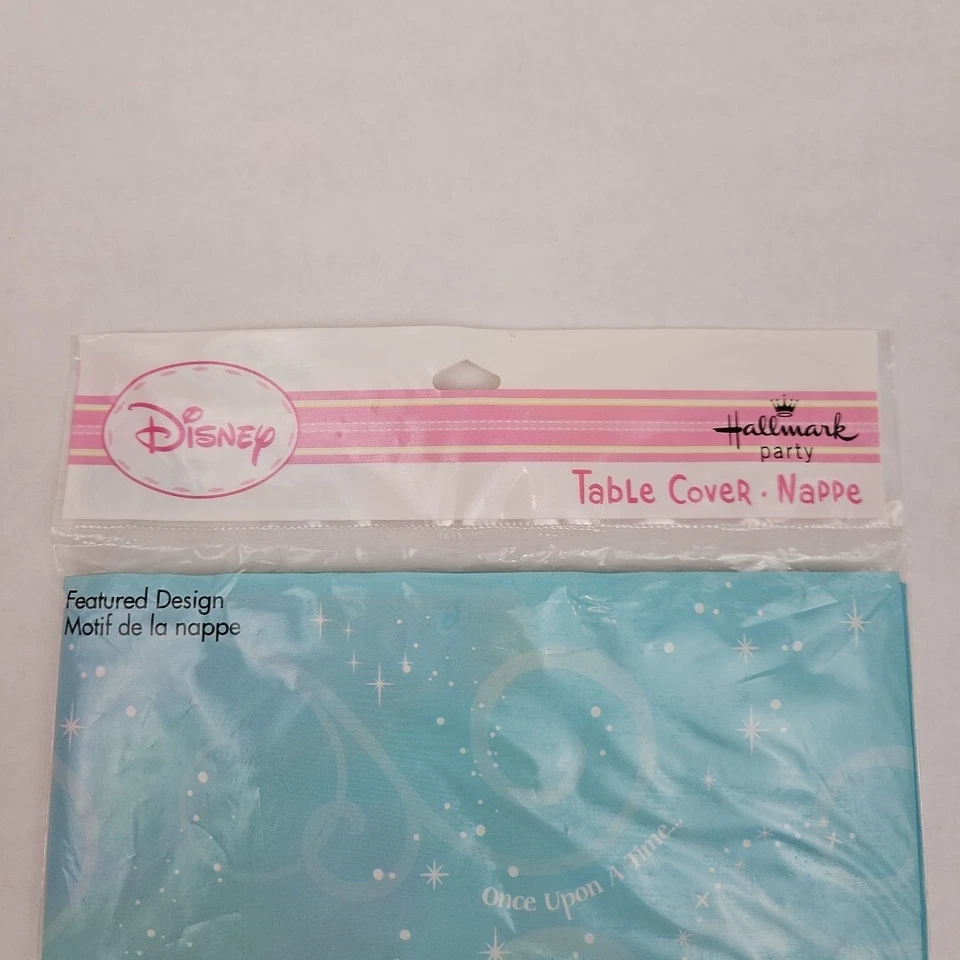 Disney
Hallmark
party
Table Cover · Nappe
Featured Design
Motif de la nappe
Once Upon A Time...